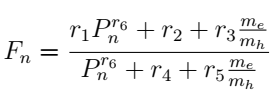 F_n = \frac{r_1 P_n^{r_6} + r_2 + r_3 \frac{m_e}{m_h}}{P_n^{r_6} + r_4 + r_5 \frac{m_e}{m_h}}